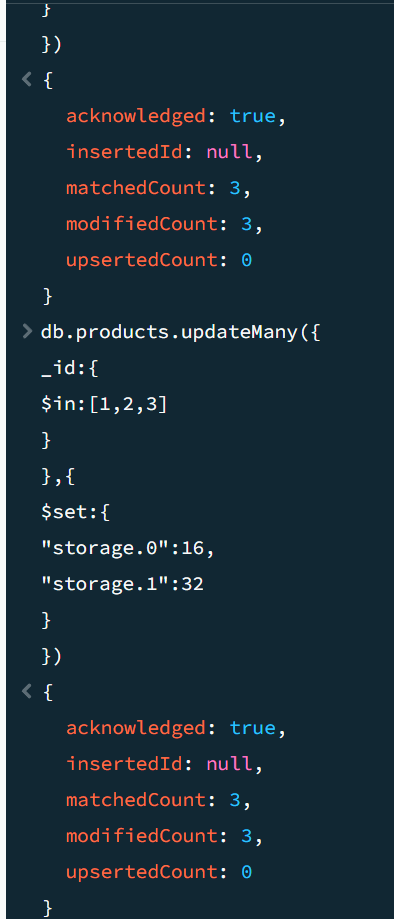 }
})
< {
acknowledged: true,
insertedId: null,
matchedCount: 3,
modifiedCount: 3,
upsertedCount: 0
}
> db.products.updateMany({
_id:{
$in:[1,2,3]
}
},{
$set:{
"storage.0":16,
"storage.1":32
}
})
< {
acknowledged: true,
insertedId: null,
matchedCount: 3,
modifiedCount: 3,
upsertedCount: 0
}